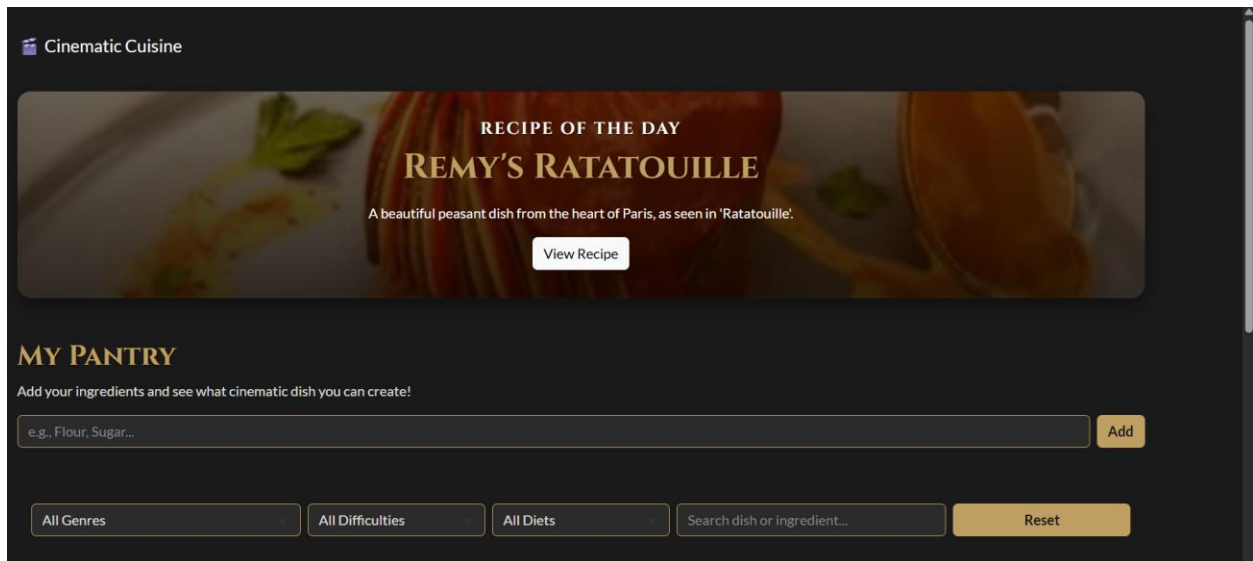 Cinematic Cuisine
RECIPE OF THE DAY
REMY'S RATATOUILLE
A beautiful peasant dish from the heart of Paris, as seen in 'Ratatouille'.
View Recipe
MY PANTRY
Add your ingredients and see what cinematic dish you can create!
e.g., Flour, Sugar...
Add
All Genres
All Difficulties
All Diets
Search dish or ingredient...
Reset